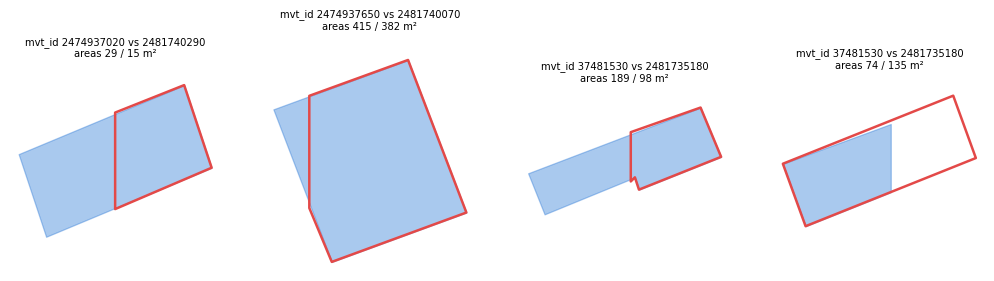 mvt_id 2474937020 vs 2481740290
areas 29 / 15 m²
mvt_id 2474937650 vs 2481740070
areas 415 / 382 m²
mvt_id 37481530 vs 2481735180
areas 189 / 98 m²
mvt_id 37481530 vs 2481735180
areas 74 / 135 m²